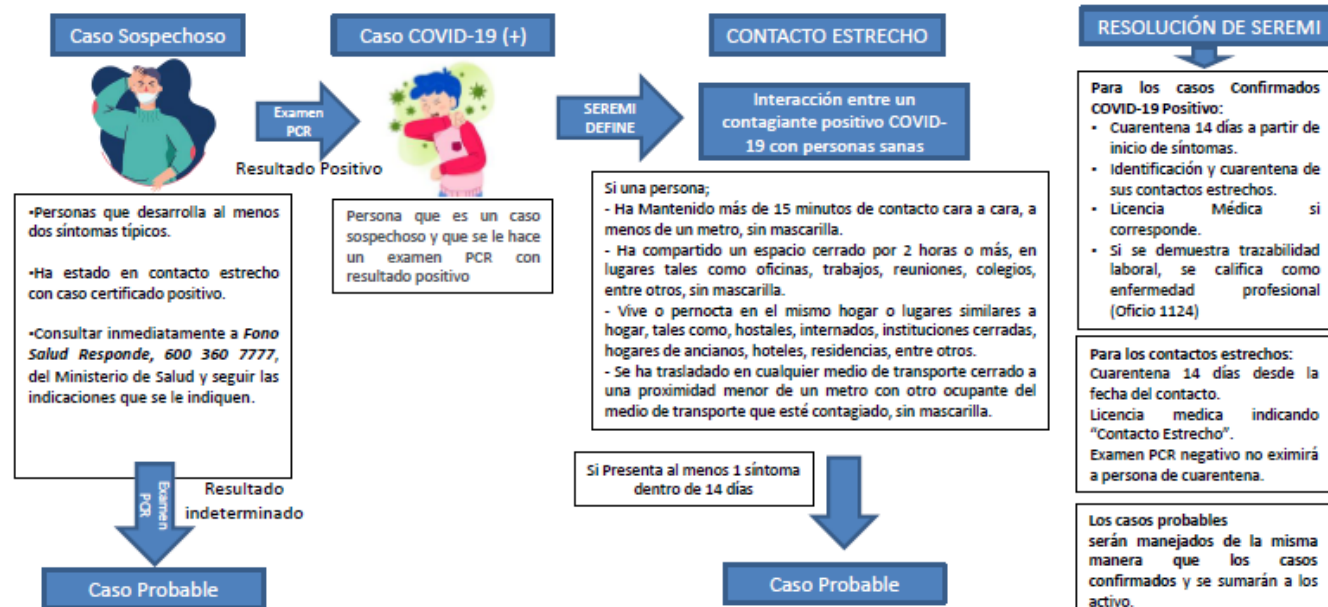 Caso Sospechoso
Examen
PCR
Resultado Positivo
•Personas que desarrolla al menos
dos síntomas típicos.
•Ha estado en contacto estrecho
con caso certificado positivo.
•Consultar inmediatamente a Fono
Salud Responde, 600 360 7777,
del Ministerio de Salud y seguir las
indicaciones que se le indiquen.
Examen
PCR
Resultado
indeterminado
Caso Probable
Caso COVID-19 (+)
Persona que es un caso
sospechoso y que se le hace
un examen PCR con
resultado positivo
SEREMI
DEFINE
CONTACTO ESTRECHO
Interacción entre un
contagiante positivo COVID-
19 con personas sanas
Si una persona;
- Ha Mantenido más de 15 minutos de contacto cara a cara, a
menos de un metro, sin mascarilla.
- Ha compartido un espacio cerrado por 2 horas o más, en
lugares tales como oficinas, trabajos, reuniones, colegios,
entre otros, sin mascarilla.
- Vive o pernocta en el mismo hogar o lugares similares a
hogar, tales como, hostales, internados, instituciones cerradas,
hogares de ancianos, hoteles, residencias, entre otros.
- Se ha trasladado en cualquier medio de transporte cerrado a
una proximidad menor de un metro con otro ocupante del
medio de transporte que esté contagiado, sin mascarilla.
Si Presenta al menos 1 síntoma
dentro de 14 días
Caso Probable
RESOLUCIÓN DE SEREMI
Para los casos Confirmados
COVID-19 Positivo:
• Cuarentena 14 días a partir de
inicio de síntomas.
• Identificación y cuarentena de
sus contactos estrechos.
• Licencia Médica si
corresponde.
• Si se demuestra trazabilidad
laboral, se califica como
enfermedad profesional
(Oficio 1124)
Para los contactos estrechos:
Cuarentena 14 días desde la
fecha del contacto.
Licencia medica indicando
"Contacto Estrecho".
Examen PCR negativo no eximirá
a persona de cuarentena.
Los casos probables
serán manejados de la misma
manera que los casos
confirmados y se sumarán a los
activo.